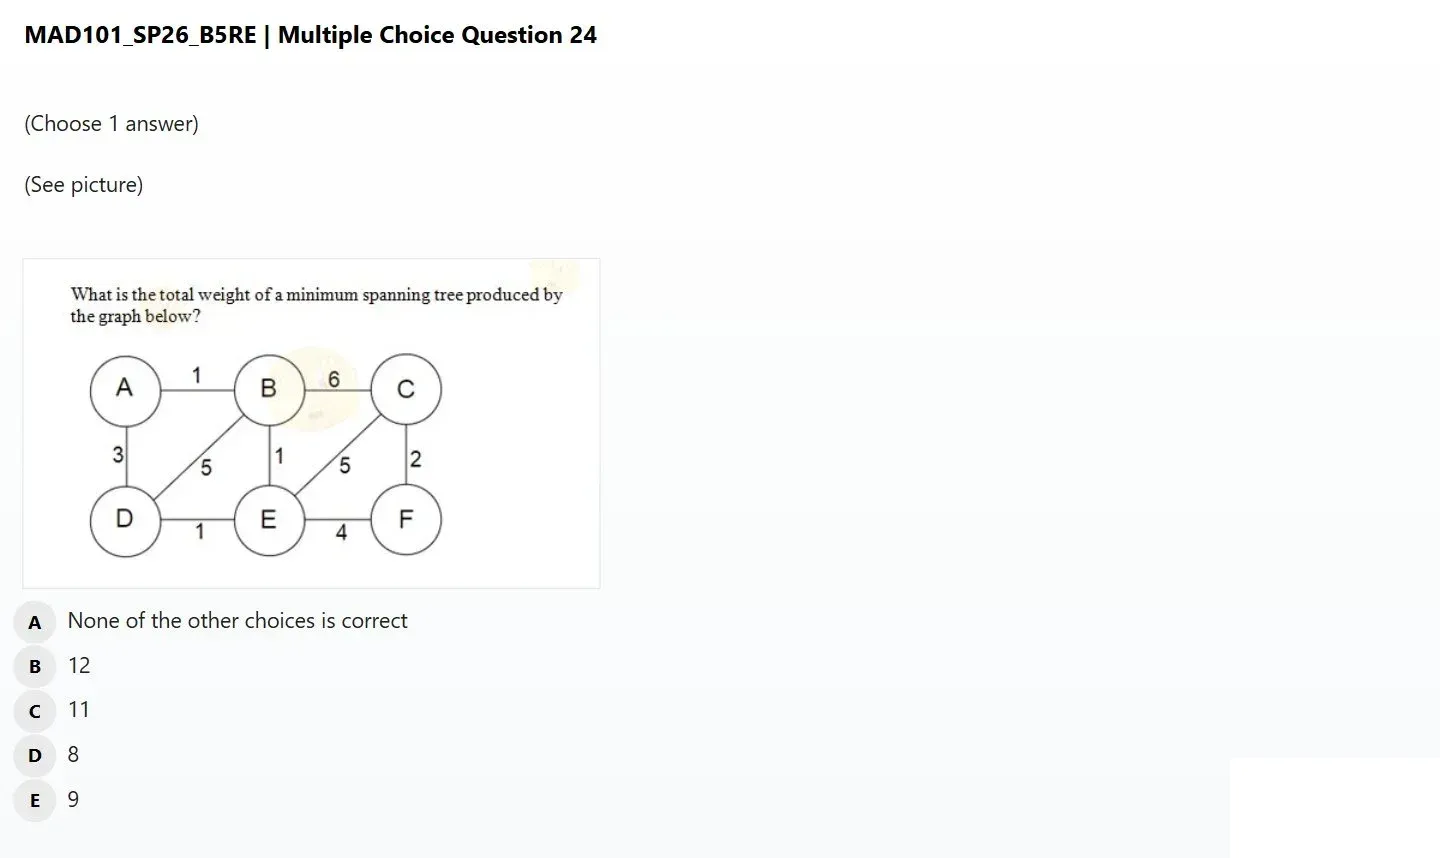 MAD101_SP26_B5RE | Multiple Choice Question 24
(Choose 1 answer)
(See picture)
What is the total weight of a minimum spanning tree produced by
the graph below?
A 1 B 6 C
3 5 1 5 2
D 1 E 4 F
A None of the other choices is correct
B 12
C 11
D 8
E 9